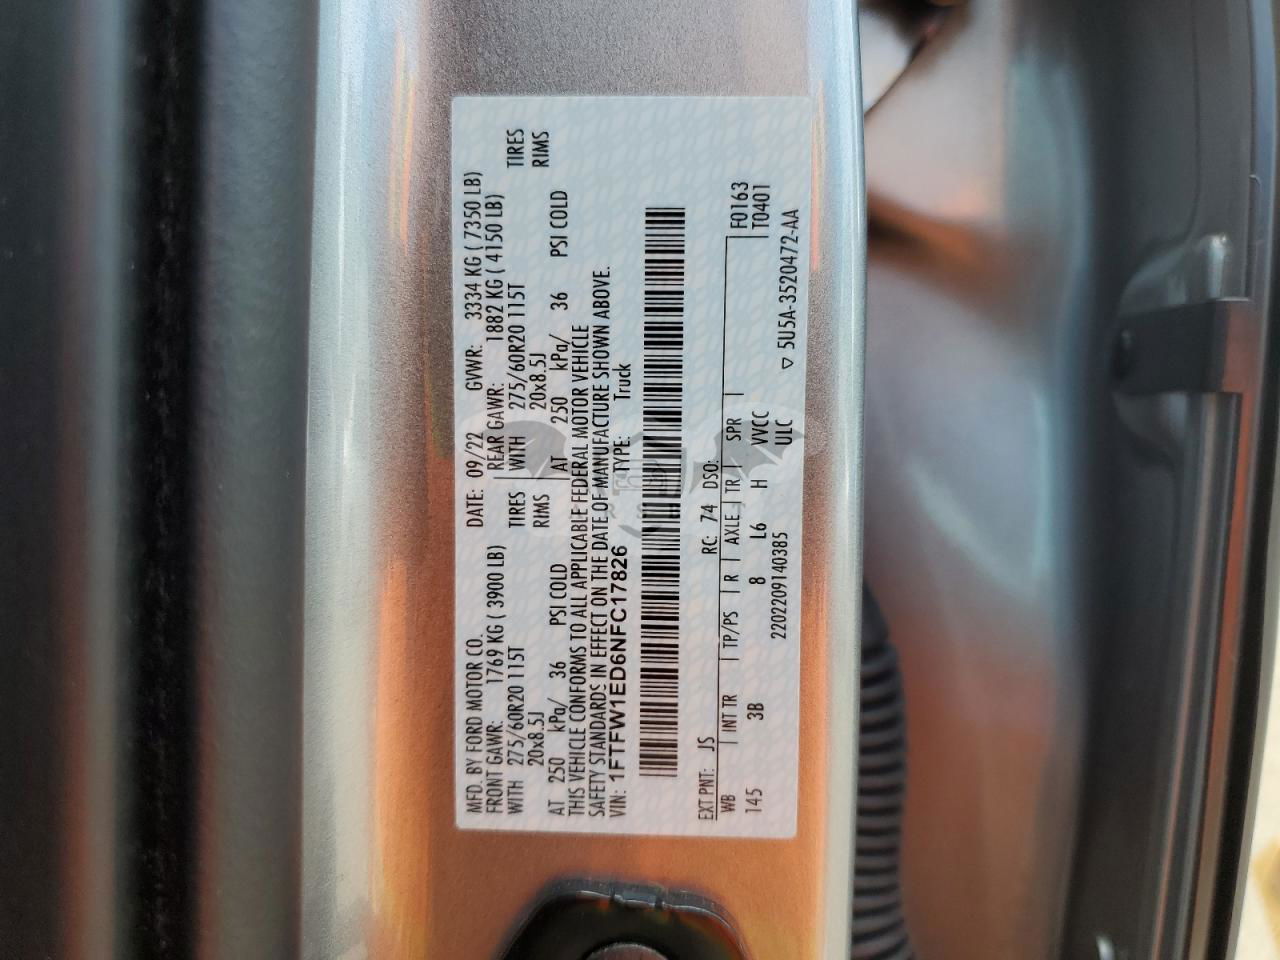 MFD. BY FORD MOTOR CO. DATE: 09/22 GVWR: 3334 KG ( 7350 LB)
FRONT GAWR: 1769 KG ( 3900 LB) REAR GAWR: 1882 KG ( 4150 LB)
WITH 275/60R20 115T TIRES WITH 275/60R20 115T TIRES
20x8.5J RIMS 20x8.5J RIMS
AT 250 kPa/ 36 PSI COLD AT 250 kPa/ 36 PSI COLD
THIS VEHICLE CONFORMS TO ALL APPLICABLE FEDERAL MOTOR VEHICLE
SAFETY STANDARDS IN EFFECT ON THE DATE OF MANUFACTURE SHOWN ABOVE.
VIN: 1FTFW1ED6NFC17826 TYPE: Truck
EXT PNT: JS RC: 74 DSO: F0163
WB INT TR TP/PS R AXLE TR SPR T0401
145 3B 8 L6 H VVCC
2202209140385 ULC
▽ 5U5A-3520472-AA